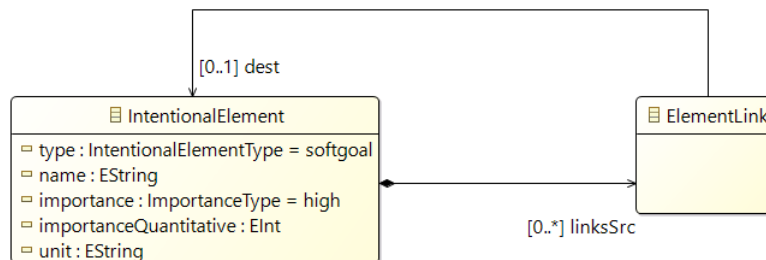 [0..1] dest
IntentionalElement
ElementLink
type : IntentionalElementType = softgoal
name : EString
importance : ImportanceType = high
importanceQuantitative : EInt
unit : EString
[0..*] linksSrc